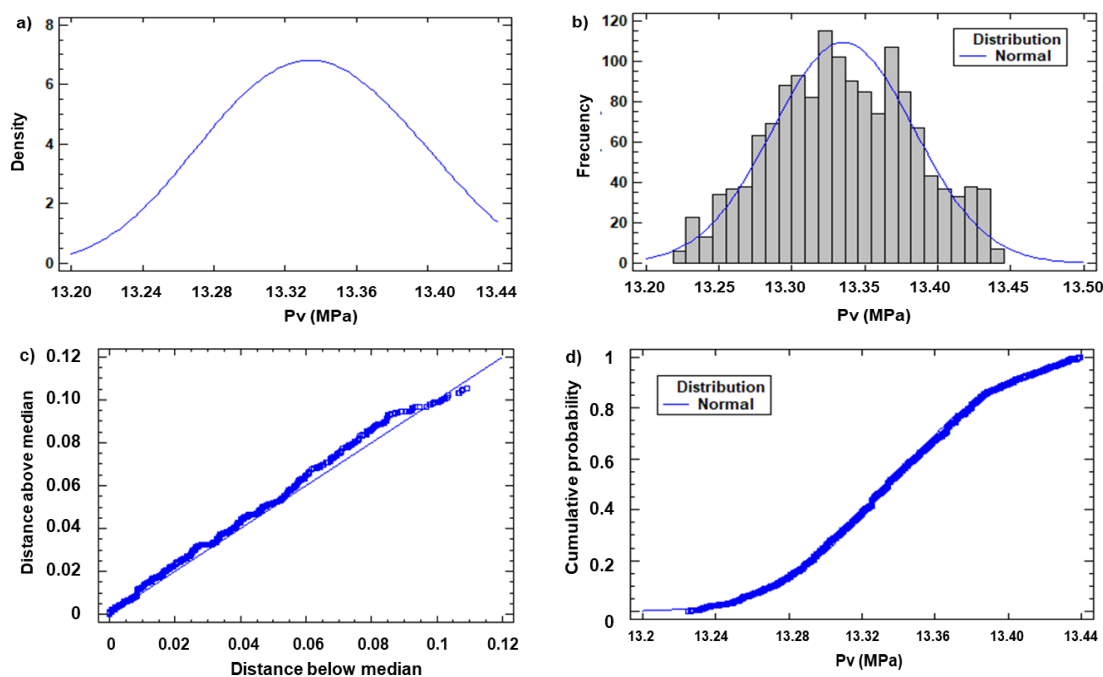 a)
Density
8
6
4
2
0
13.20 13.24 13.28 13.32 13.36 13.40 13.44
Pv (MPa)
b)
Frecuency
120
100
80
60
40
20
0
Distribution
Normal
13.20 13.30 13.30 13.40 13.45 13.50
Pv (MPa)
c)
Distance above median
0.12
0.10
0.08
0.06
0.04
0.02
0
0 0.02 0.04 0.06 0.08 0.10 0.12
Distance below median
d)
Cumulative probability
1
0.8
0.6
0.4
0.2
0
Distribution
Normal
13.2 13.24 13.28 13.32 13.36 13.40 13.44
Pv (MPa)